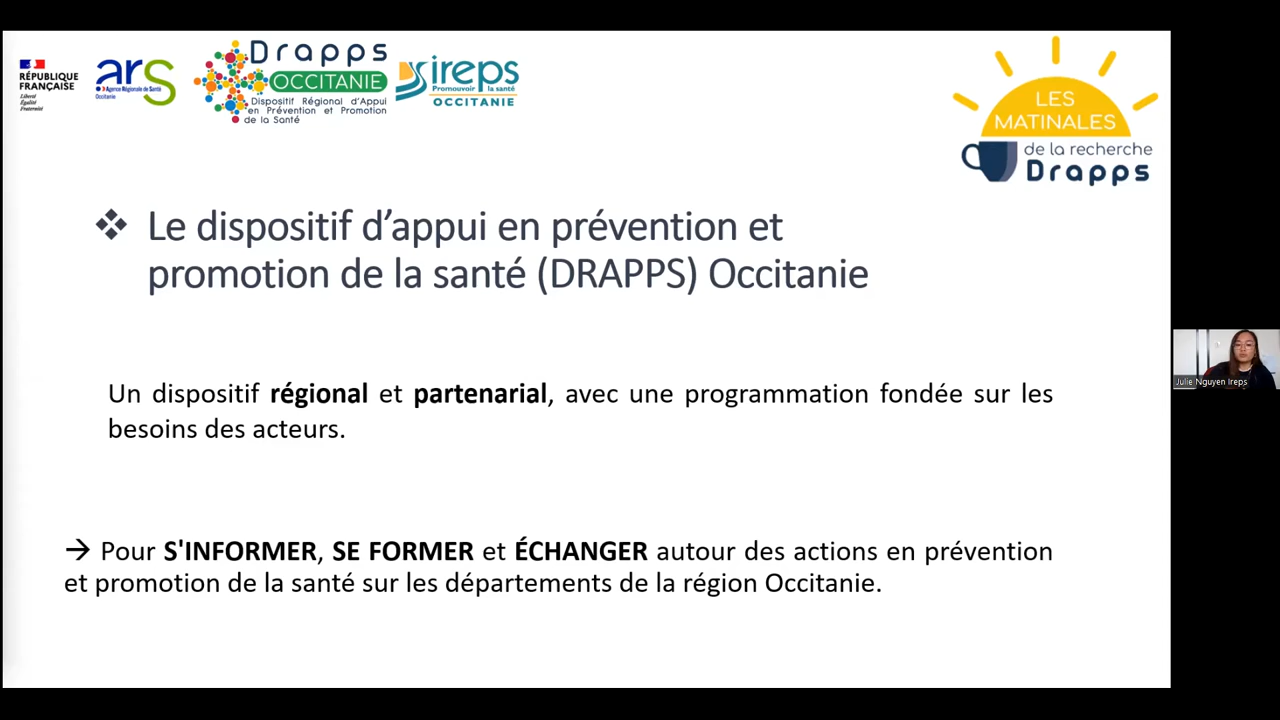 RÉPUBLIQUE
FRANÇAISE
Liberté
Égalité
Fraternité
ars
Agence Régionale de Santé
Occitanie
Drapps
OCCITANIE
Dispositif Régional d'Appui
en Prévention et Promotion
de la Santé
ireps
Promouvoir la santé
OCCITANIE
LES
MATINALES
de la recherche
Drapps
❖ Le dispositif d’appui en prévention et
promotion de la santé (DRAPPS) Occitanie
Un dispositif régional et partenarial, avec une programmation fondée sur les
besoins des acteurs.
→ Pour S'INFORMER, SE FORMER et ÉCHANGER autour des actions en prévention
et promotion de la santé sur les départements de la région Occitanie.
Julie Nguyen Ireps